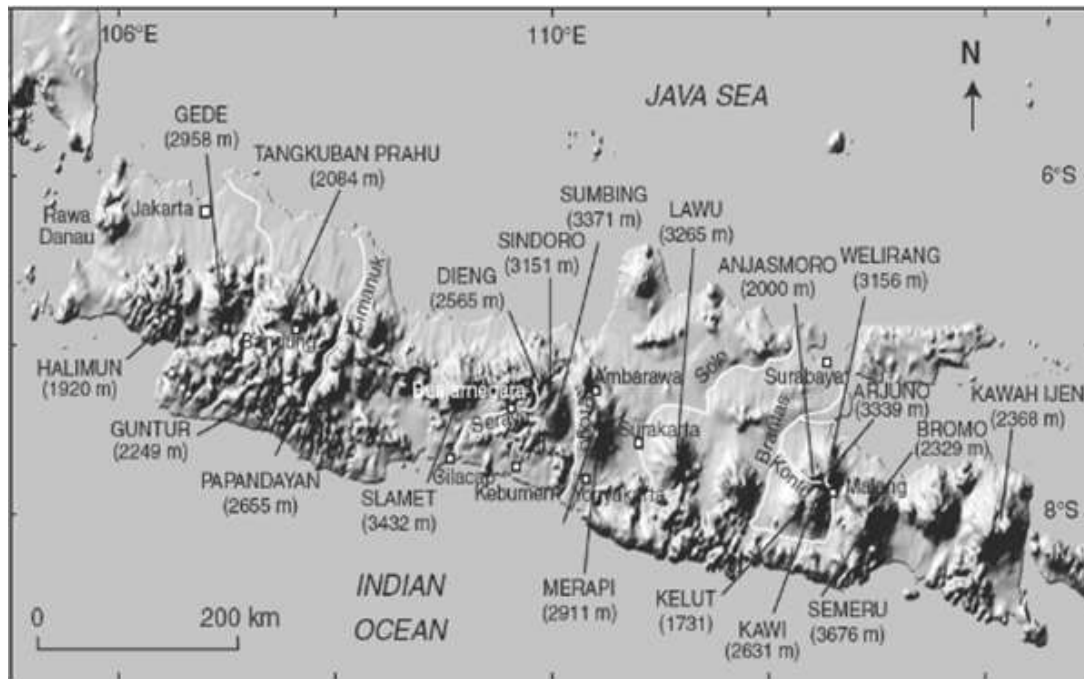 106°E
110°E
N
JAVA SEA
GEDE
(2958 m)
TANGKUBAN PRAHU
(2084 m)
6°S
SUMBING
(3371 m)
LAWU
(3265 m)
Rawa
Danau
Jakarta
SINDORO
(3151 m)
ANJASMORO
(2000 m)
WELIRANG
(3156 m)
DIENG
(2565 m)
Cimanuk
Bandung
HALIMUN
(1920 m)
Solo
Surabaya
ARJUNO
(3339 m)
KAWAH IJEN
(2368 m)
Ambarawa
Serayu
Brantas
BROMO
(2329 m)
GUNTUR
(2249 m)
Surakarta
Konto
Malang
PAPANDAYAN
(2655 m)
SLAMET
(3432 m)
Gilacap
Kebumen
Yogyakarta
8°S
INDIAN
OCEAN
MERAPI
(2911 m)
KELUT
(1731)
KAWI
(2631 m)
SEMERU
(3676 m)
0
200 km